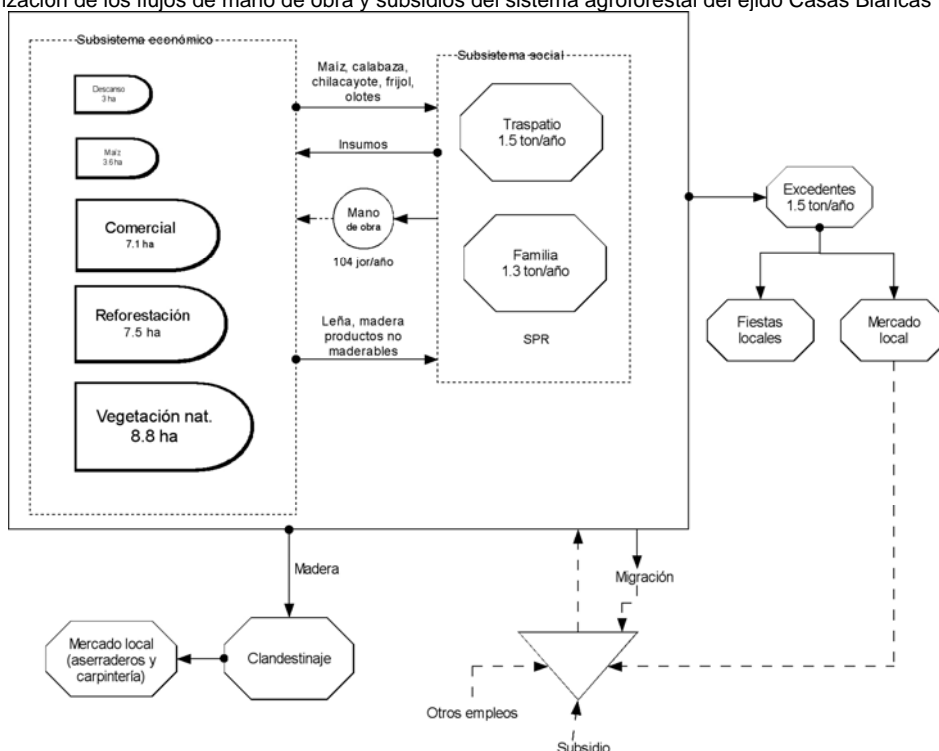 ización de los flujos de mano de obra y subsidios del sistema agroforestal del ejido Casas Blancas
Subsistema económico
Descanso
3 ha
Maíz
3.6 ha
Comercial
7.1 ha
Reforestación
7.5 ha
Vegetación nat.
8.8 ha
Maíz, calabaza,
chilacayote, frijol,
olotes
Insumos
Mano
de obra
104 jor/año
Leña, madera
productos no
maderables
Subsistema social
Traspatio
1.5 ton/año
Familia
1.3 ton/año
SPR
Excedentes
1.5 ton/año
Fiestas
locales
Mercado
local
Madera
Migración
Mercado local
(aserraderos y
carpintería)
Clandestinaje
Otros empleos
Subsidio